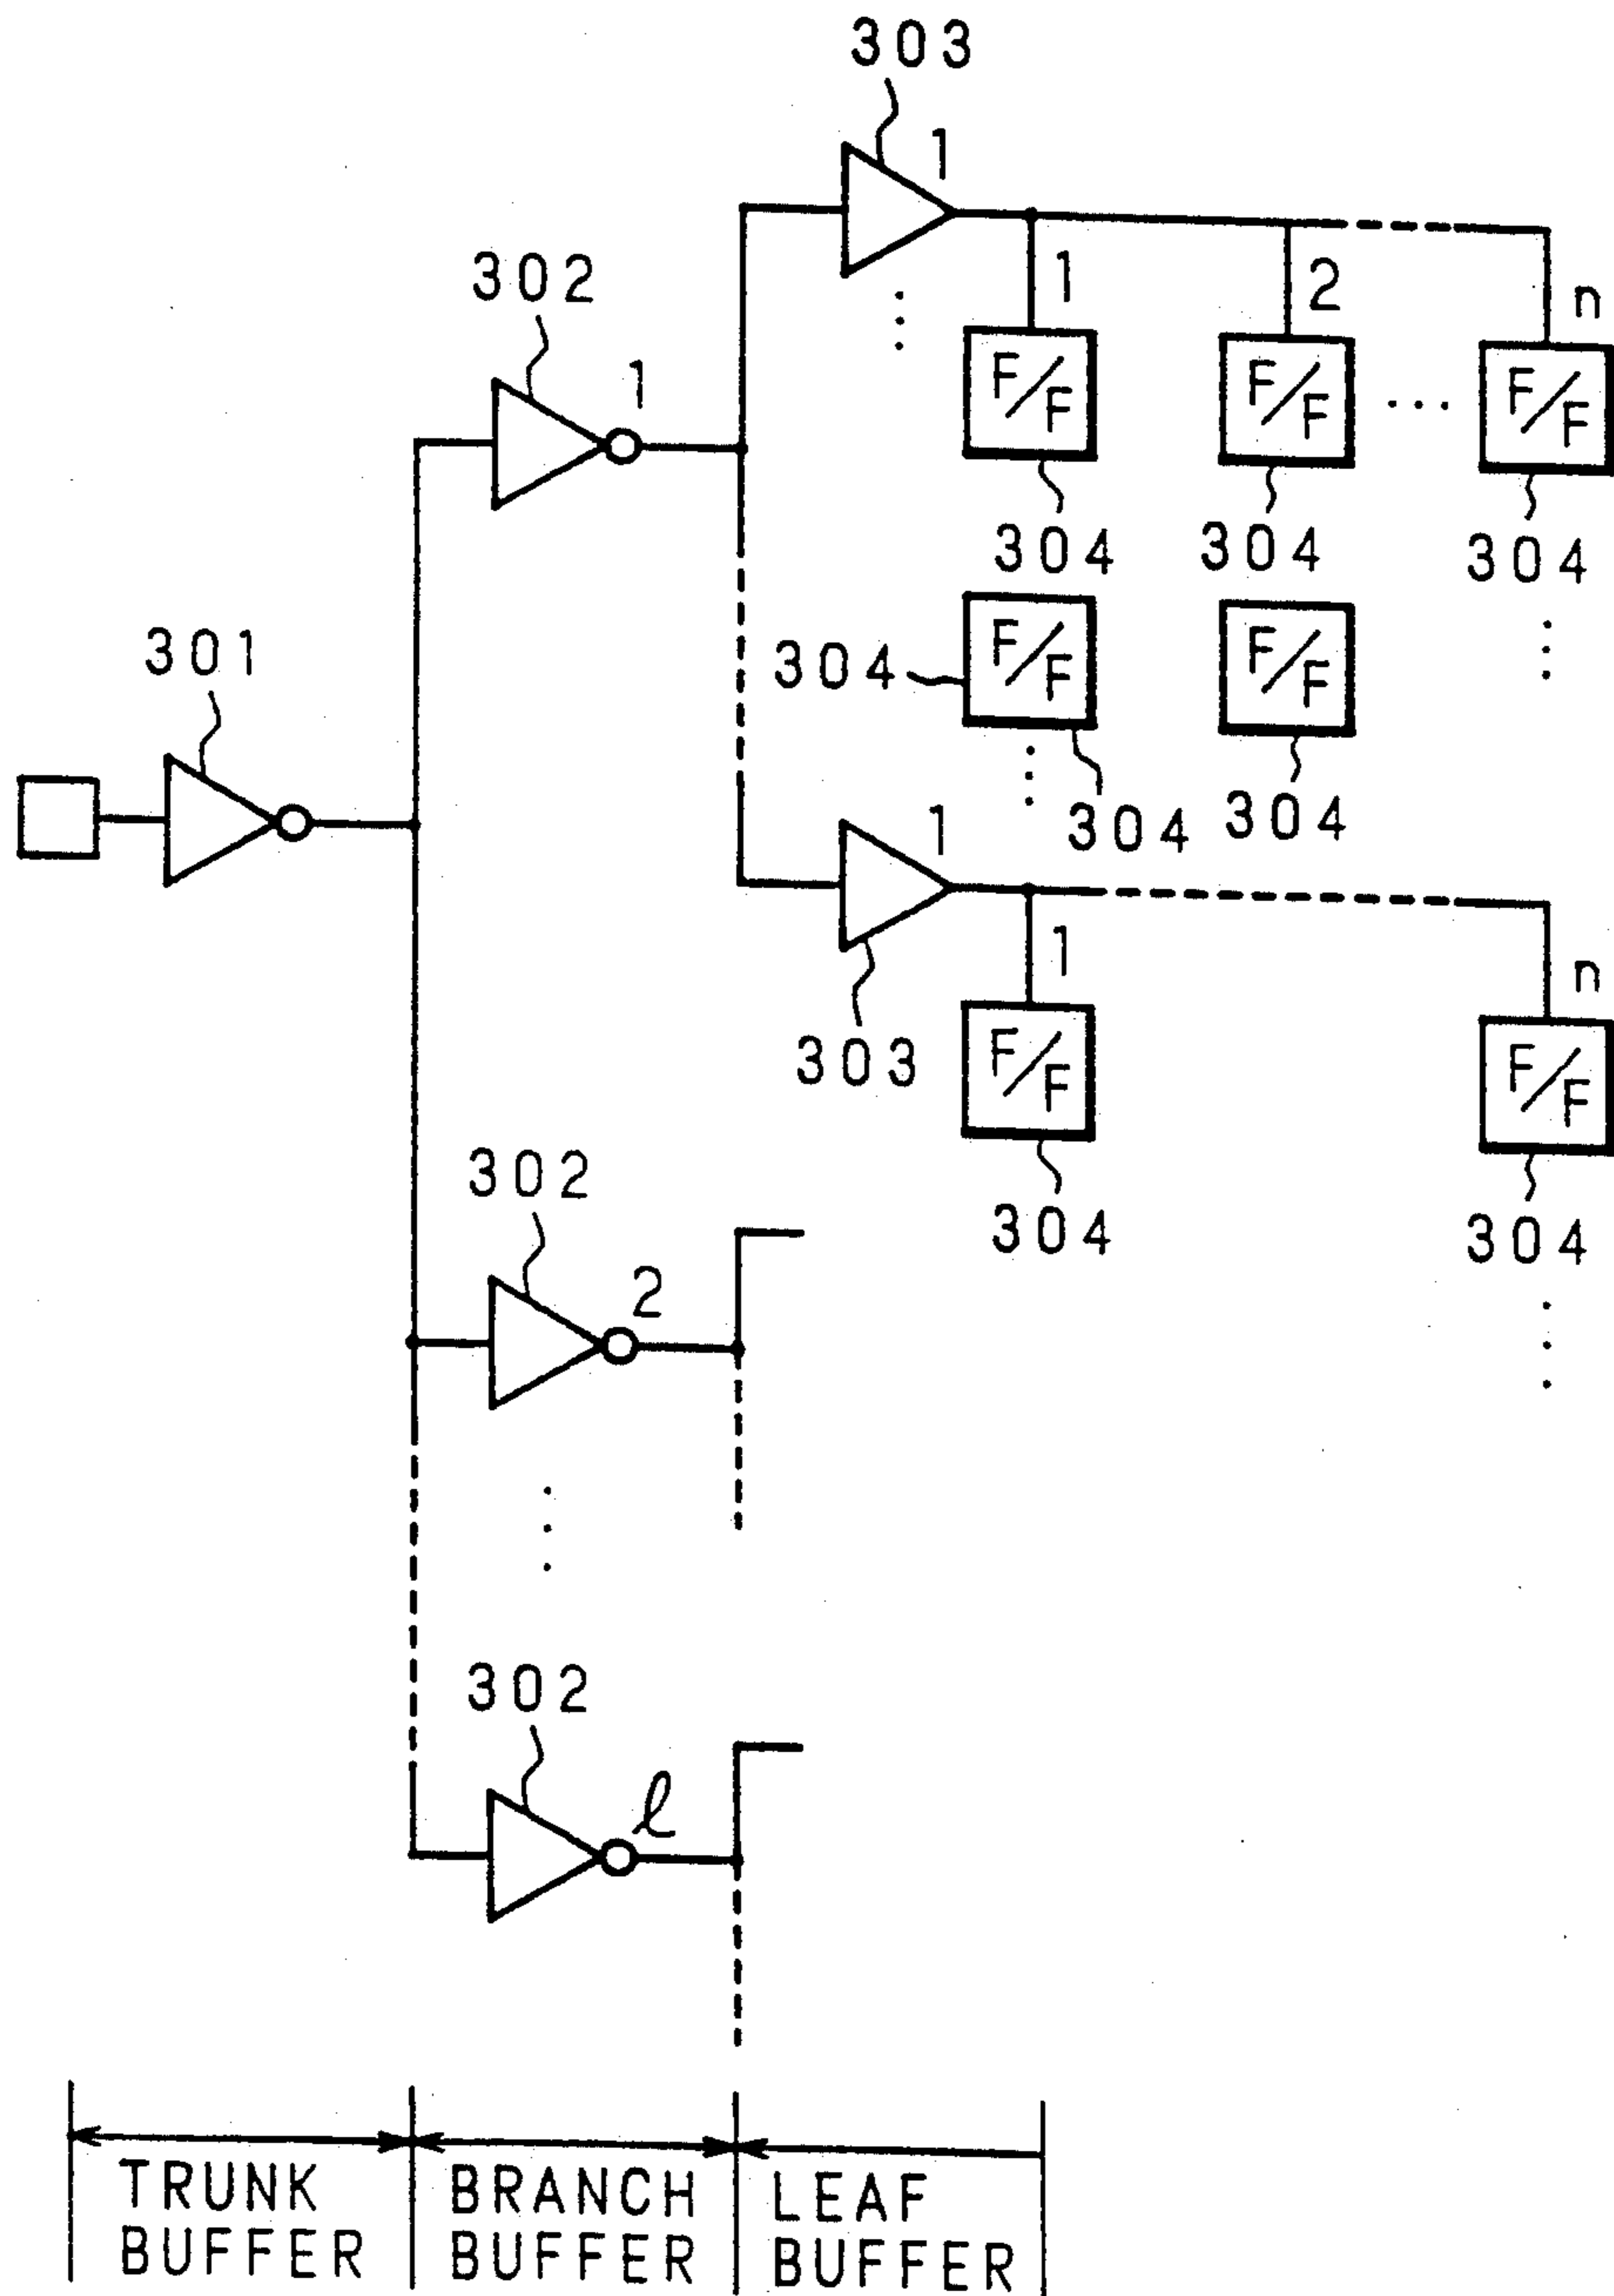 303
1
302
1
2
n
1
F/F
F/F
...
F/F
304
304
304
301
304
F/F
F/F
304
304
1
1
n
303
F/F
F/F
302
304
304
2
302
ℓ
TRUNK
BUFFER
BRANCH
BUFFER
LEAF
BUFFER